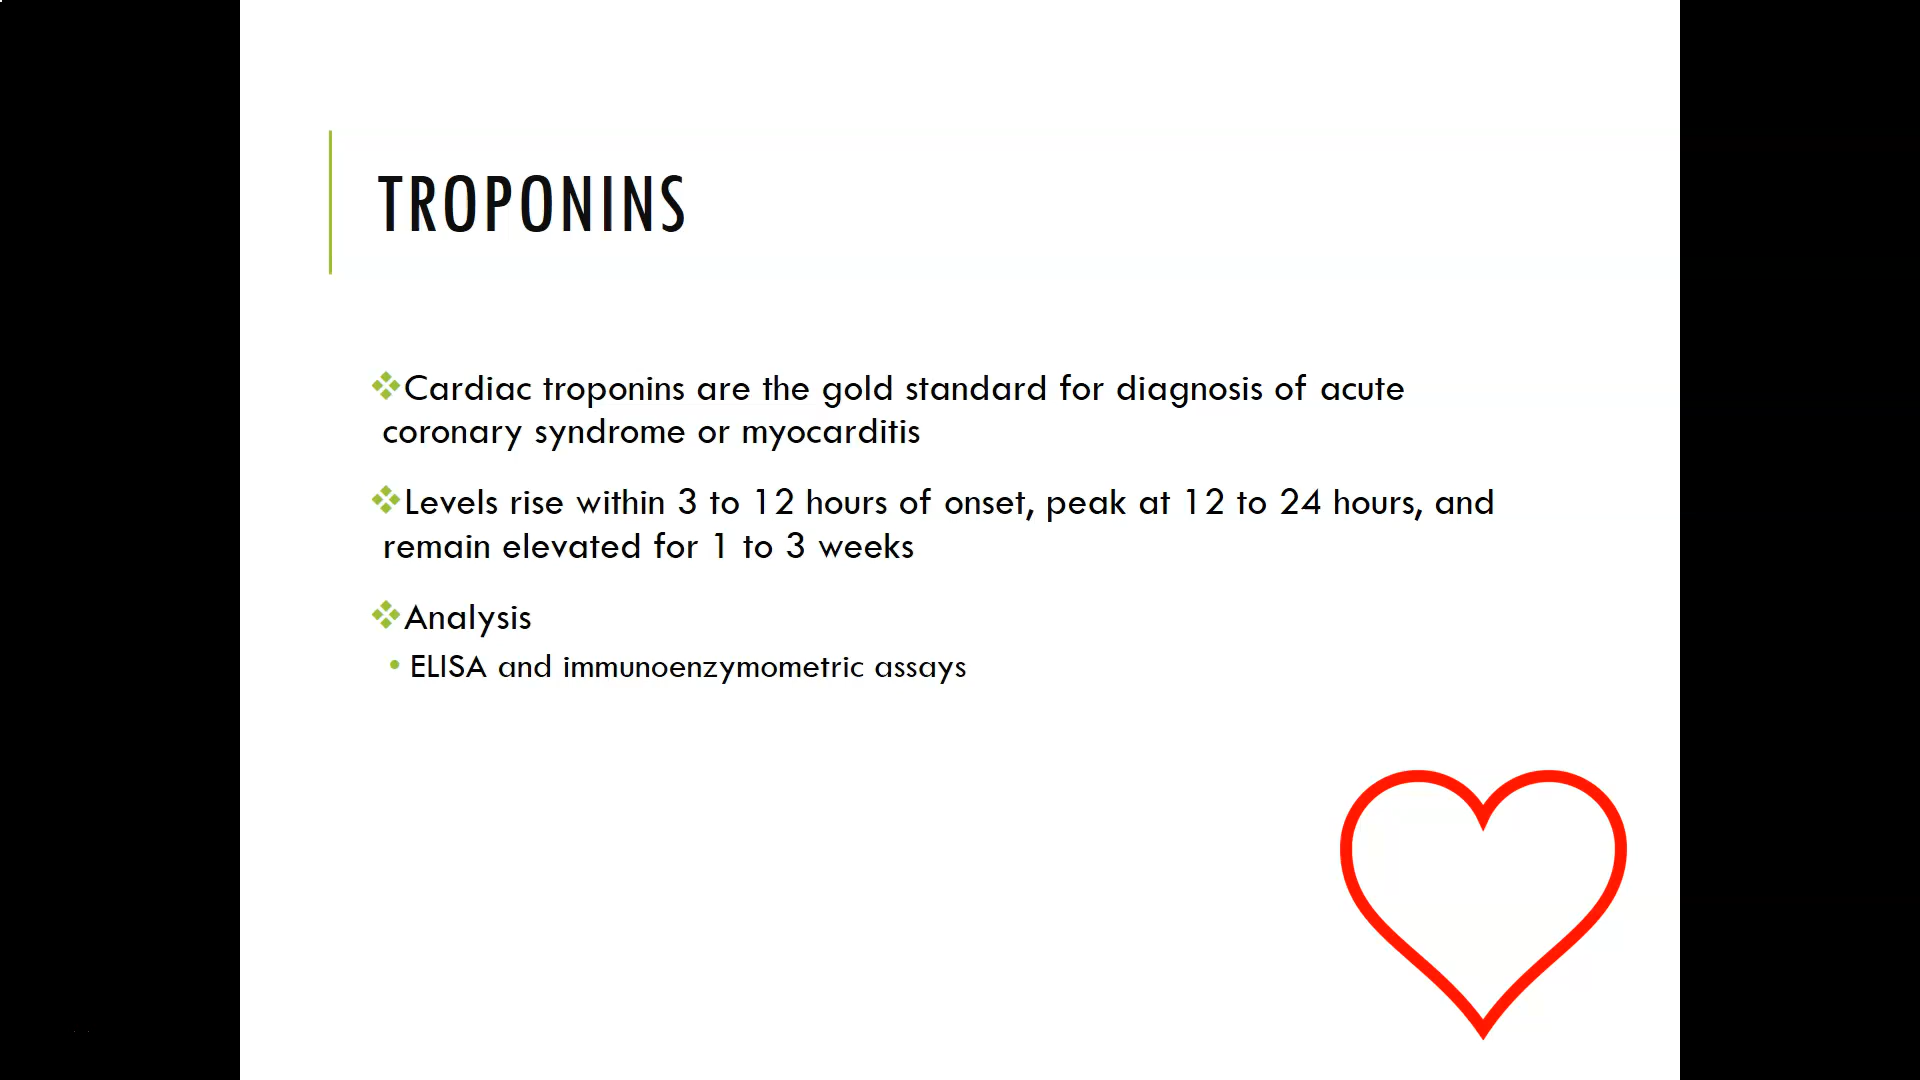 TROPONINS
Cardiac troponins are the gold standard for diagnosis of acute
coronary syndrome or myocarditis
Levels rise within 3 to 12 hours of onset, peak at 12 to 24 hours, and
remain elevated for 1 to 3 weeks
Analysis
• ELISA and immunoenzymometric assays